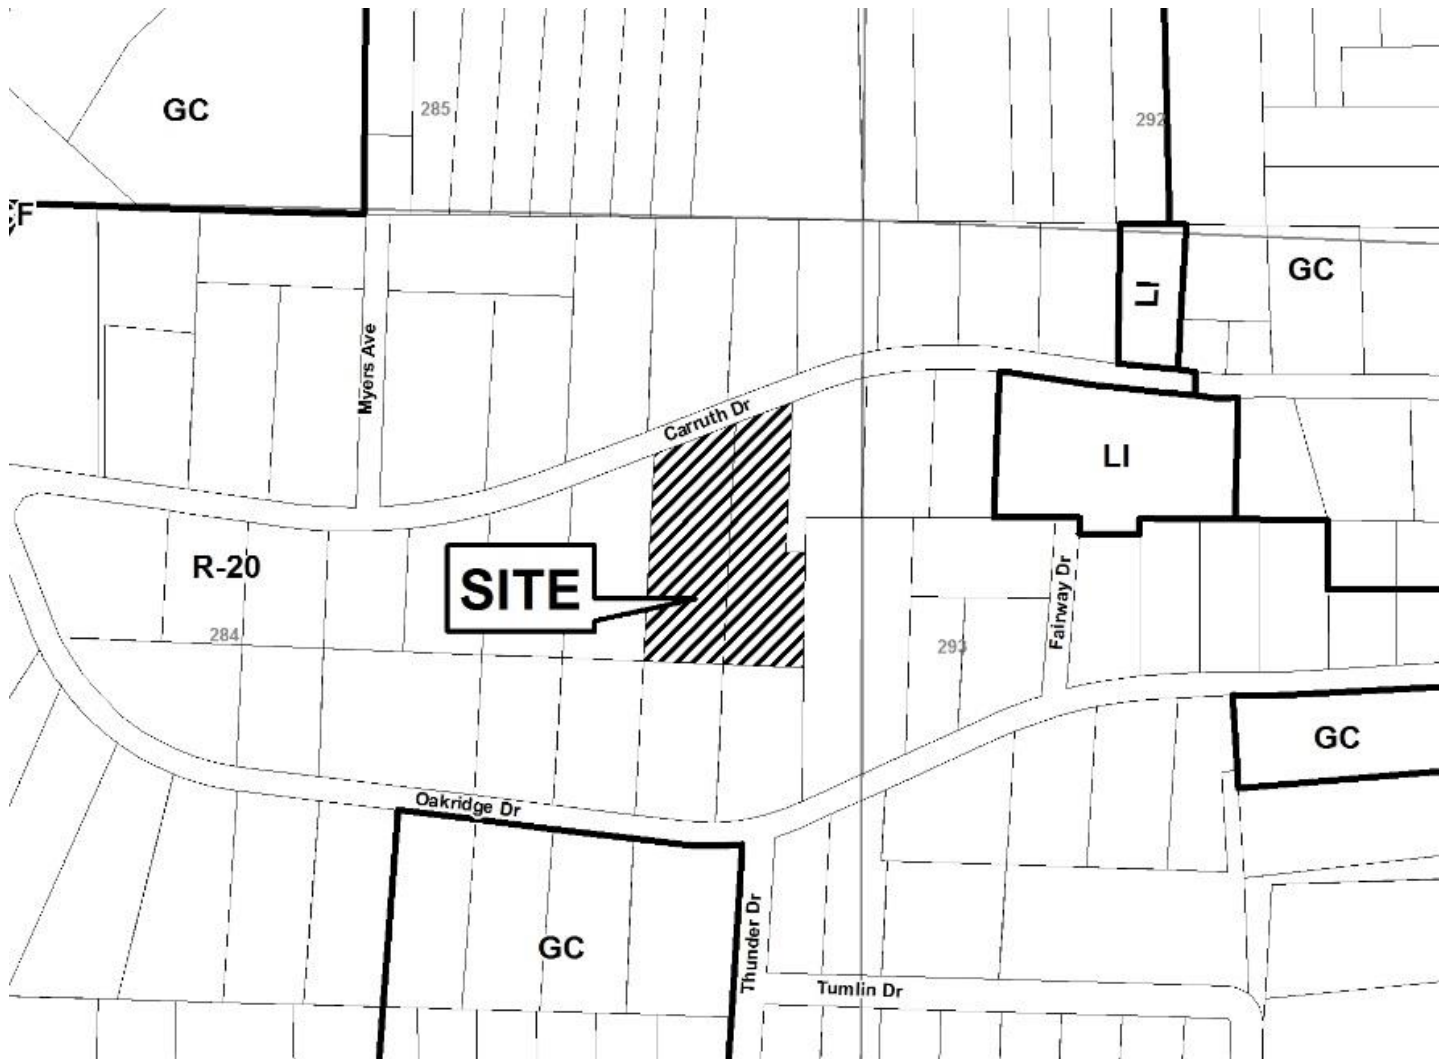 GC
285
292
F
GC
LI
Myers Ave
Carruth Dr
LI
R-20
SITE
Fairway Dr
284
293
GC
Oakridge Dr
GC
Thunder Dr
Tumlin Dr